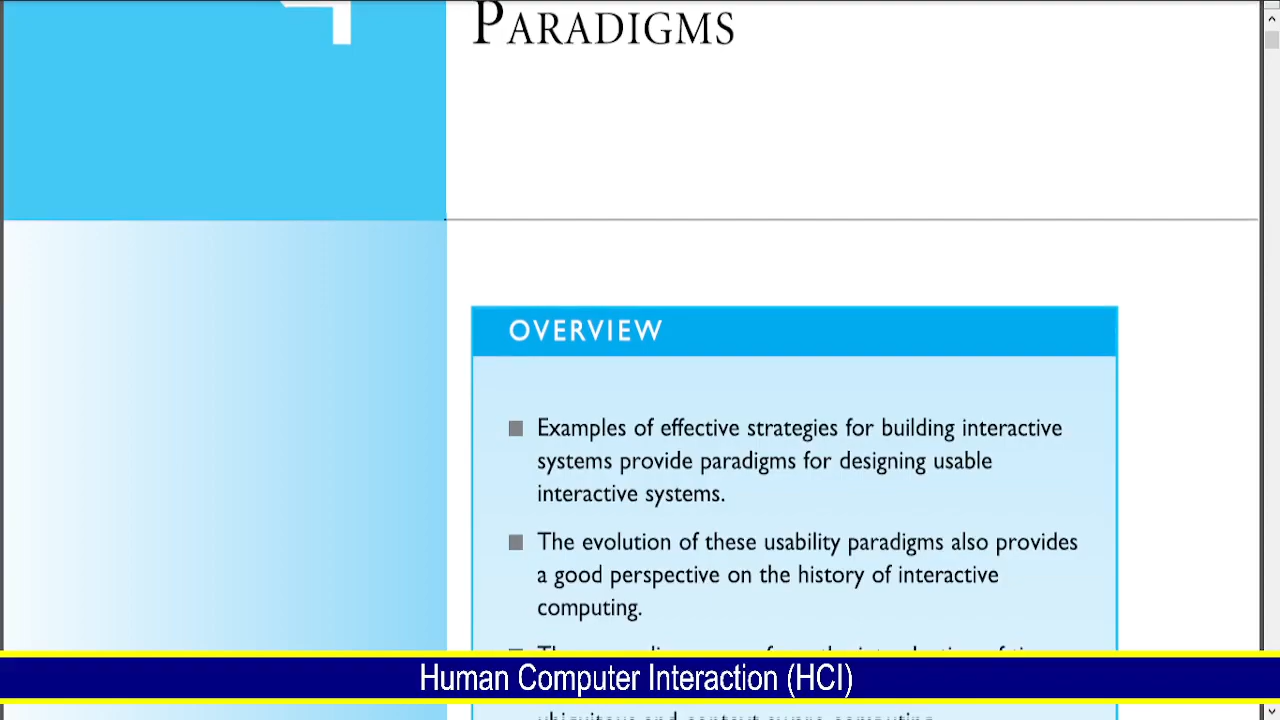 PARADIGMS
OVERVIEW
■ Examples of effective strategies for building interactive
systems provide paradigms for designing usable
interactive systems.
■ The evolution of these usability paradigms also provides
a good perspective on the history of interactive
computing.
Human Computer Interaction (HCI)